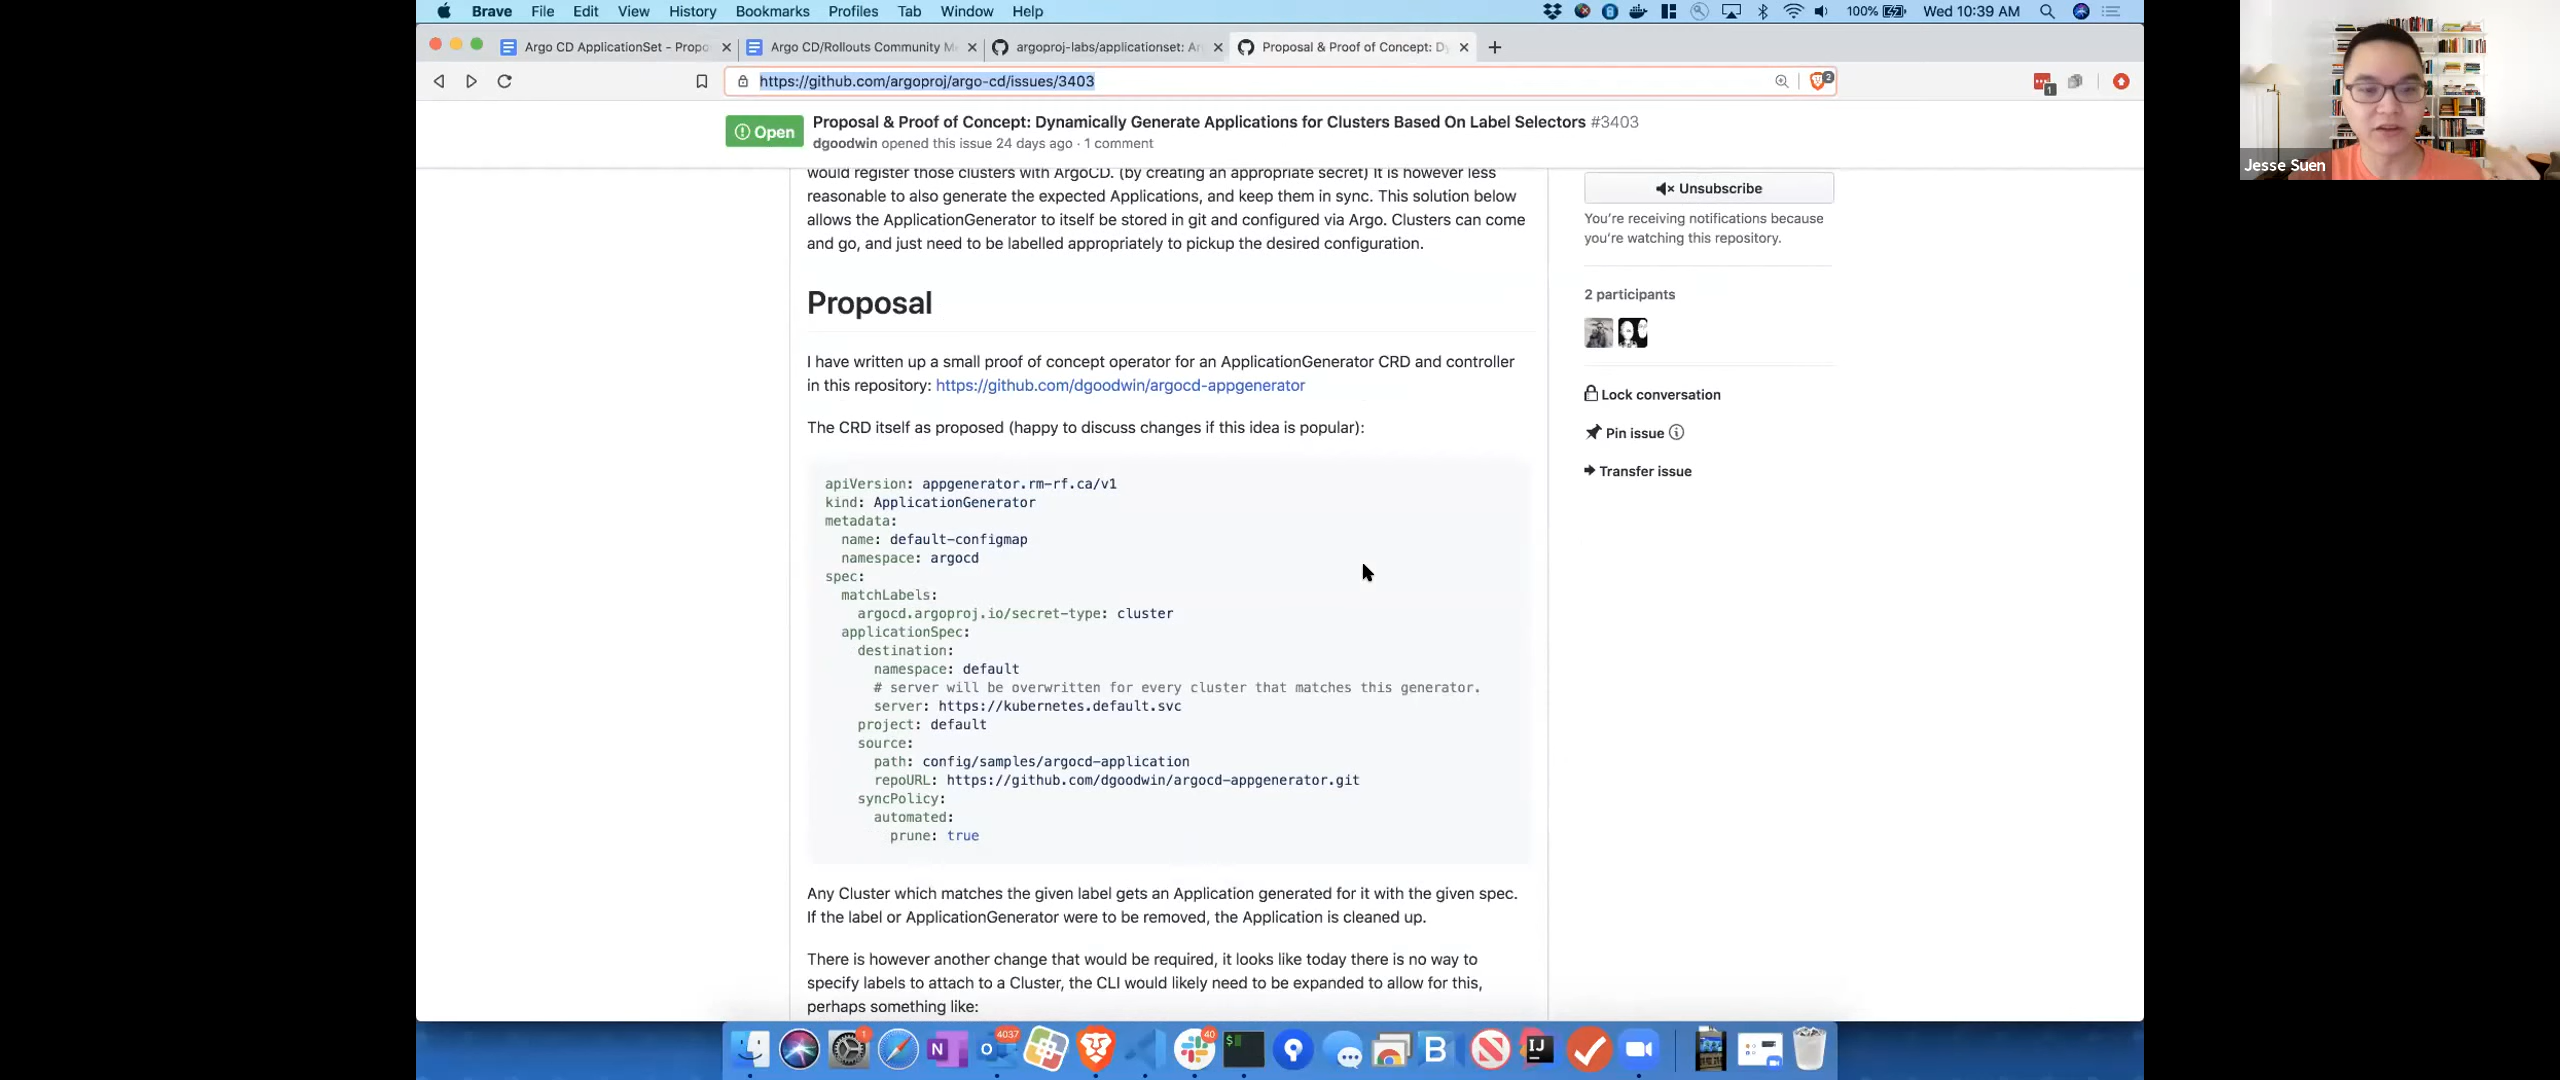 Brave File Edit View History Bookmarks Profiles Tab Window Help
100% Wed 10:39 AM
Argo CD ApplicationSet - Propo
Argo CD/Rollouts Community M
argoproj-labs/applicationset: Ar
Proposal & Proof of Concept: Dy
https://github.com/argoproj/argo-cd/issues/3403
2
1
Open
Proposal & Proof of Concept: Dynamically Generate Applications for Clusters Based On Label Selectors #3403
dgoodwin opened this issue 24 days ago · 1 comment
would register those clusters with ArgoCD. (by creating an appropriate secret) It is however less
reasonable to also generate the expected Applications, and keep them in sync. This solution below
allows the ApplicationGenerator to itself be stored in git and configured via Argo. Clusters can come
and go, and just need to be labelled appropriately to pickup the desired configuration.
Proposal
I have written up a small proof of concept operator for an ApplicationGenerator CRD and controller
in this repository: https://github.com/dgoodwin/argocd-appgenerator
The CRD itself as proposed (happy to discuss changes if this idea is popular):
apiVersion: appgenerator.rm-rf.ca/v1
kind: ApplicationGenerator
metadata:
  name: default-configmap
  namespace: argocd
spec:
  matchLabels:
    argocd.argoproj.io/secret-type: cluster
  applicationSpec:
    destination:
      namespace: default
      # server will be overwritten for every cluster that matches this generator.
      server: https://kubernetes.default.svc
    project: default
    source:
      path: config/samples/argocd-application
      repoURL: https://github.com/dgoodwin/argocd-appgenerator.git
    syncPolicy:
      automated:
        prune: true
Any Cluster which matches the given label gets an Application generated for it with the given spec.
If the label or ApplicationGenerator were to be removed, the Application is cleaned up.
There is however another change that would be required, it looks like today there is no way to
specify labels to attach to a Cluster, the CLI would likely need to be expanded to allow for this,
perhaps something like:
Unsubscribe
You're receiving notifications because
you're watching this repository.
2 participants
Lock conversation
Pin issue
Transfer issue
Jesse Suen
1
4037
40
N
O
$
B
IJ